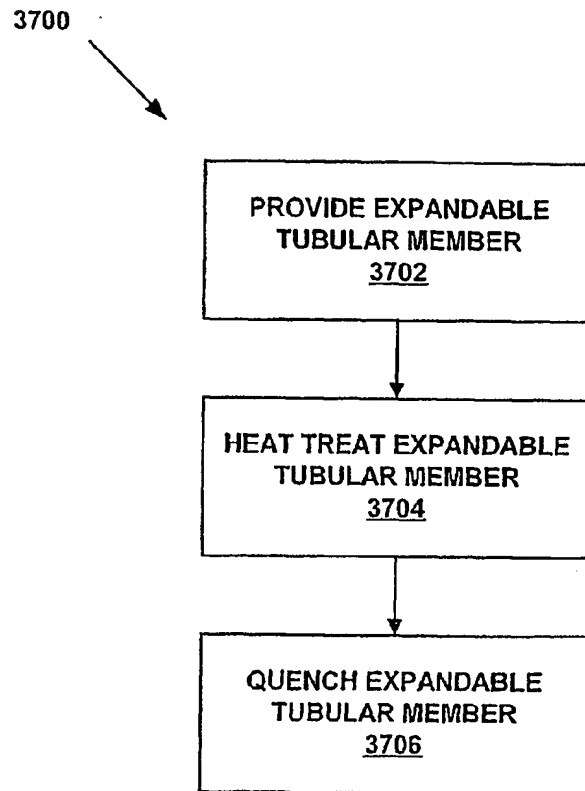 3700
PROVIDE EXPANDABLE
TUBULAR MEMBER
3702
HEAT TREAT EXPANDABLE
TUBULAR MEMBER
3704
QUENCH EXPANDABLE
TUBULAR MEMBER
3706